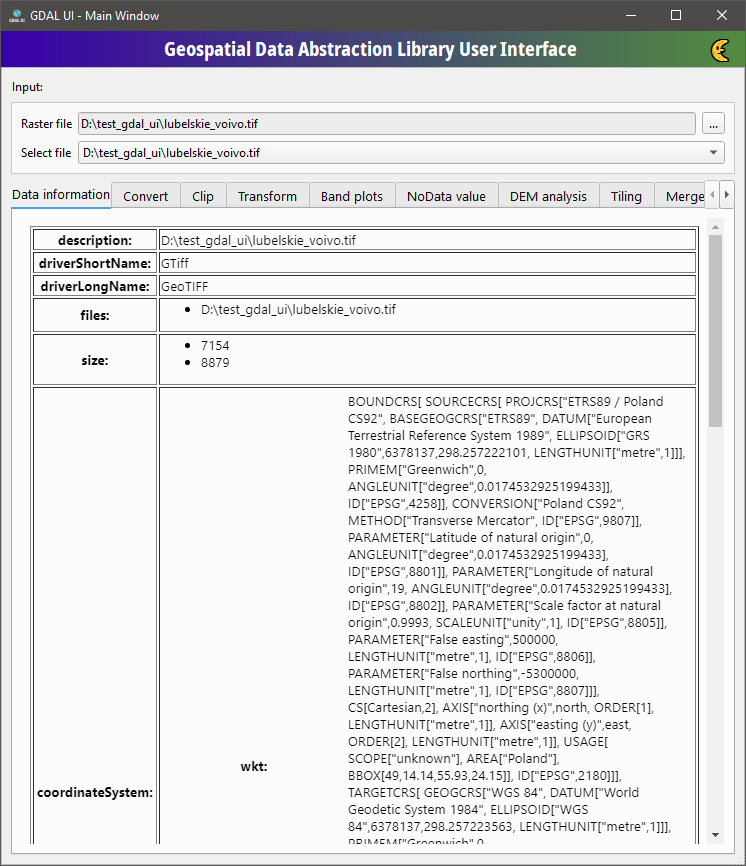 GDAL UI - Main Window
Geospatial Data Abstraction Library User Interface
Input:
Raster file D:\test_gdal_ui\lubelskie_voivo.tif ...
Select file D:\test_gdal_ui\lubelskie_voivo.tif
Data information Convert Clip Transform Band plots NoData value DEM analysis Tiling Merge
description: D:\test_gdal_ui\lubelskie_voivo.tif
driverShortName: GTiff
driverLongName: GeoTIFF
files: • D:\test_gdal_ui\lubelskie_voivo.tif
size: • 7154
• 8879
coordinateSystem:
wkt:
BOUNDCRS[ SOURCECRS[ PROJCRS["ETRS89 / Poland
CS92", BASEGEOGCRS["ETRS89", DATUM["European
Terrestrial Reference System 1989", ELLIPSOID["GRS
1980",6378137,298.257222101, LENGTHUNIT["metre",1]]],
PRIMEM["Greenwich",0,
ANGLEUNIT["degree",0.0174532925199433]],
ID["EPSG",4258]], CONVERSION["Poland CS92",
METHOD["Transverse Mercator", ID["EPSG",9807]],
PARAMETER["Latitude of natural origin",0,
ANGLEUNIT["degree",0.0174532925199433],
ID["EPSG",8801]], PARAMETER["Longitude of natural
origin",19, ANGLEUNIT["degree",0.0174532925199433],
ID["EPSG",8802]], PARAMETER["Scale factor at natural
origin",0.9993, SCALEUNIT["unity",1], ID["EPSG",8805]],
PARAMETER["False easting",500000,
LENGTHUNIT["metre",1], ID["EPSG",8806]],
PARAMETER["False northing",-5300000,
LENGTHUNIT["metre",1], ID["EPSG",8807]]],
CS[Cartesian,2], AXIS["northing (x)",north, ORDER[1],
LENGTHUNIT["metre",1]], AXIS["easting (y)",east,
ORDER[2], LENGTHUNIT["metre",1]], USAGE[
SCOPE["unknown"], AREA["Poland"],
BBOX[49,14.14,55.93,24.15]], ID["EPSG",2180]]],
TARGETCRS[ GEOGCRS["WGS 84", DATUM["World
Geodetic System 1984", ELLIPSOID["WGS
84",6378137,298.257223563, LENGTHUNIT["metre",1]]],
PRIMEM["Greenwich",0,